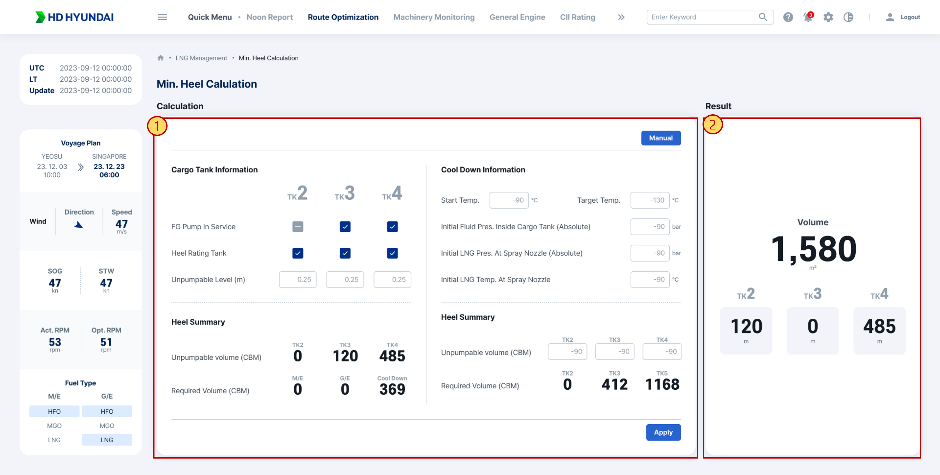 HD HYUNDAI
Quick Menu • Noon Report Route Optimization Machinery Monitoring General Engine CII Rating
Enter Keyword
3
Logout
UTC 2023-09-12 00:00:00
LT 2023-09-12 00:00:00
Update 2023-09-12 00:00:00
• LNG Management • Min. Heel Calculation
Min. Heel Calulation
Voyage Plan
YEOSU SINGAPORE
23. 12. 03 23. 12. 23
10:00 06:00
Wind Direction Speed
47
m/s
SOG STW
47 47
kn kn
Act. RPM Opt. RPM
53 51
rpm rpm
Fuel Type
M/E G/E
HFO HFO
MGO MGO
LNG LNG
Calculation
1
Manual
Cargo Tank Information
TK2 TK3 TK4
FG Pump In Service
Heel Rating Tank
Unpumpable Level (m) 0.25 0.25 0.25
Heel Summary
TK2 TK3 TK4
Unpumpable volume (CBM) 0 120 485
M/E G/E Cool Down
Required Volume (CBM) 0 0 369
Cool Down Information
Start Temp. -90 °C Target Temp. -130 °C
Initial Fluid Pres. Inside Cargo Tank (Absolute) -90 bar
Initial LNG Pres. At Spray Nozzle (Absolute) -90 bar
Initial LNG Temp. At Spray Nozzle -90 °C
Heel Summary
TK2 TK3 TK4
Unpumpable volume (CBM) -90 -90 -90
TK2 TK3 TK5
Required Volume (CBM) 0 412 1168
Apply
Result
2
Volume
1,580
m³
TK2 TK3 TK4
120 0 485
m m m